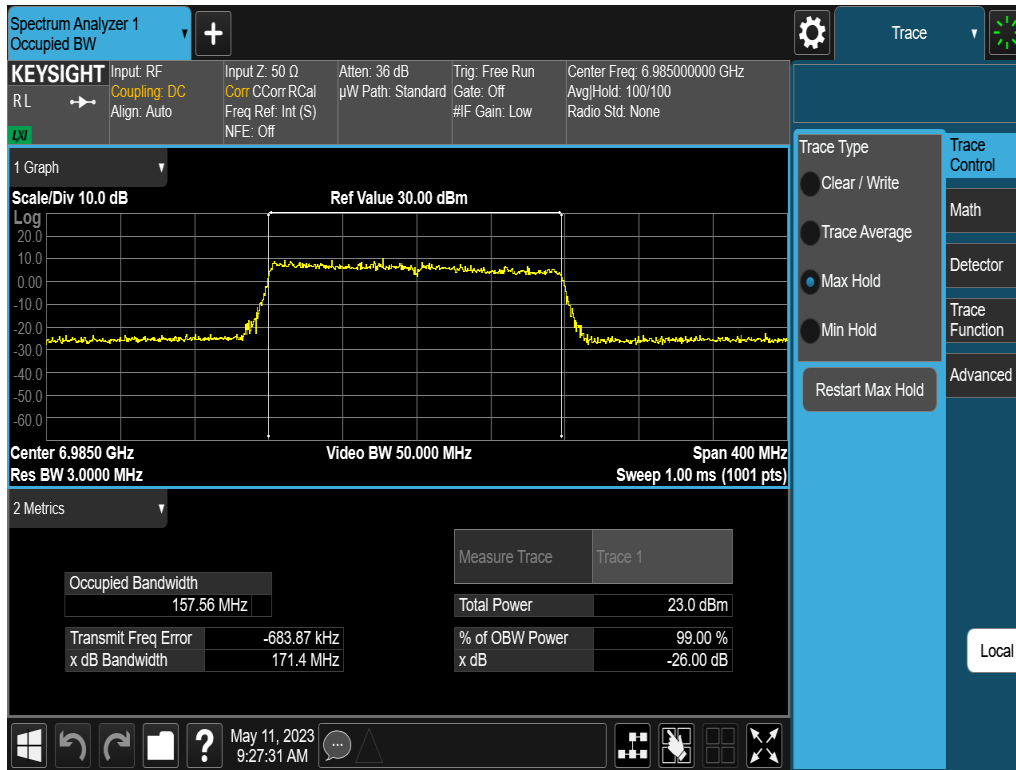 Spectrum Analyzer 1
Occupied BW
+
Trace
KEYSIGHT
R L
LXI
Input: RF
Coupling: DC
Align: Auto
Input Z: 50 Ω
Corr CCorr RCal
Freq Ref: Int (S)
NFE: Off
Atten: 36 dB
µW Path: Standard
Trig: Free Run
Gate: Off
#IF Gain: Low
Center Freq: 6.985000000 GHz
Avg|Hold: 100/100
Radio Std: None
1 Graph
Scale/Div 10.0 dB
Ref Value 30.00 dBm
Log
20.0
10.0
0.00
-10.0
-20.0
-30.0
-40.0
-50.0
-60.0
Center 6.9850 GHz
Video BW 50.000 MHz
Span 400 MHz
Res BW 3.0000 MHz
Sweep 1.00 ms (1001 pts)
2 Metrics
Measure Trace
Trace 1
Occupied Bandwidth
157.56 MHz
Total Power
23.0 dBm
Transmit Freq Error
-683.87 kHz
% of OBW Power
99.00 %
x dB Bandwidth
171.4 MHz
x dB
-26.00 dB
Trace Type
Clear / Write
Trace Average
Max Hold
Min Hold
Restart Max Hold
Trace
Control
Math
Detector
Trace
Function
Advanced
Local
?
May 11, 2023
9:27:31 AM